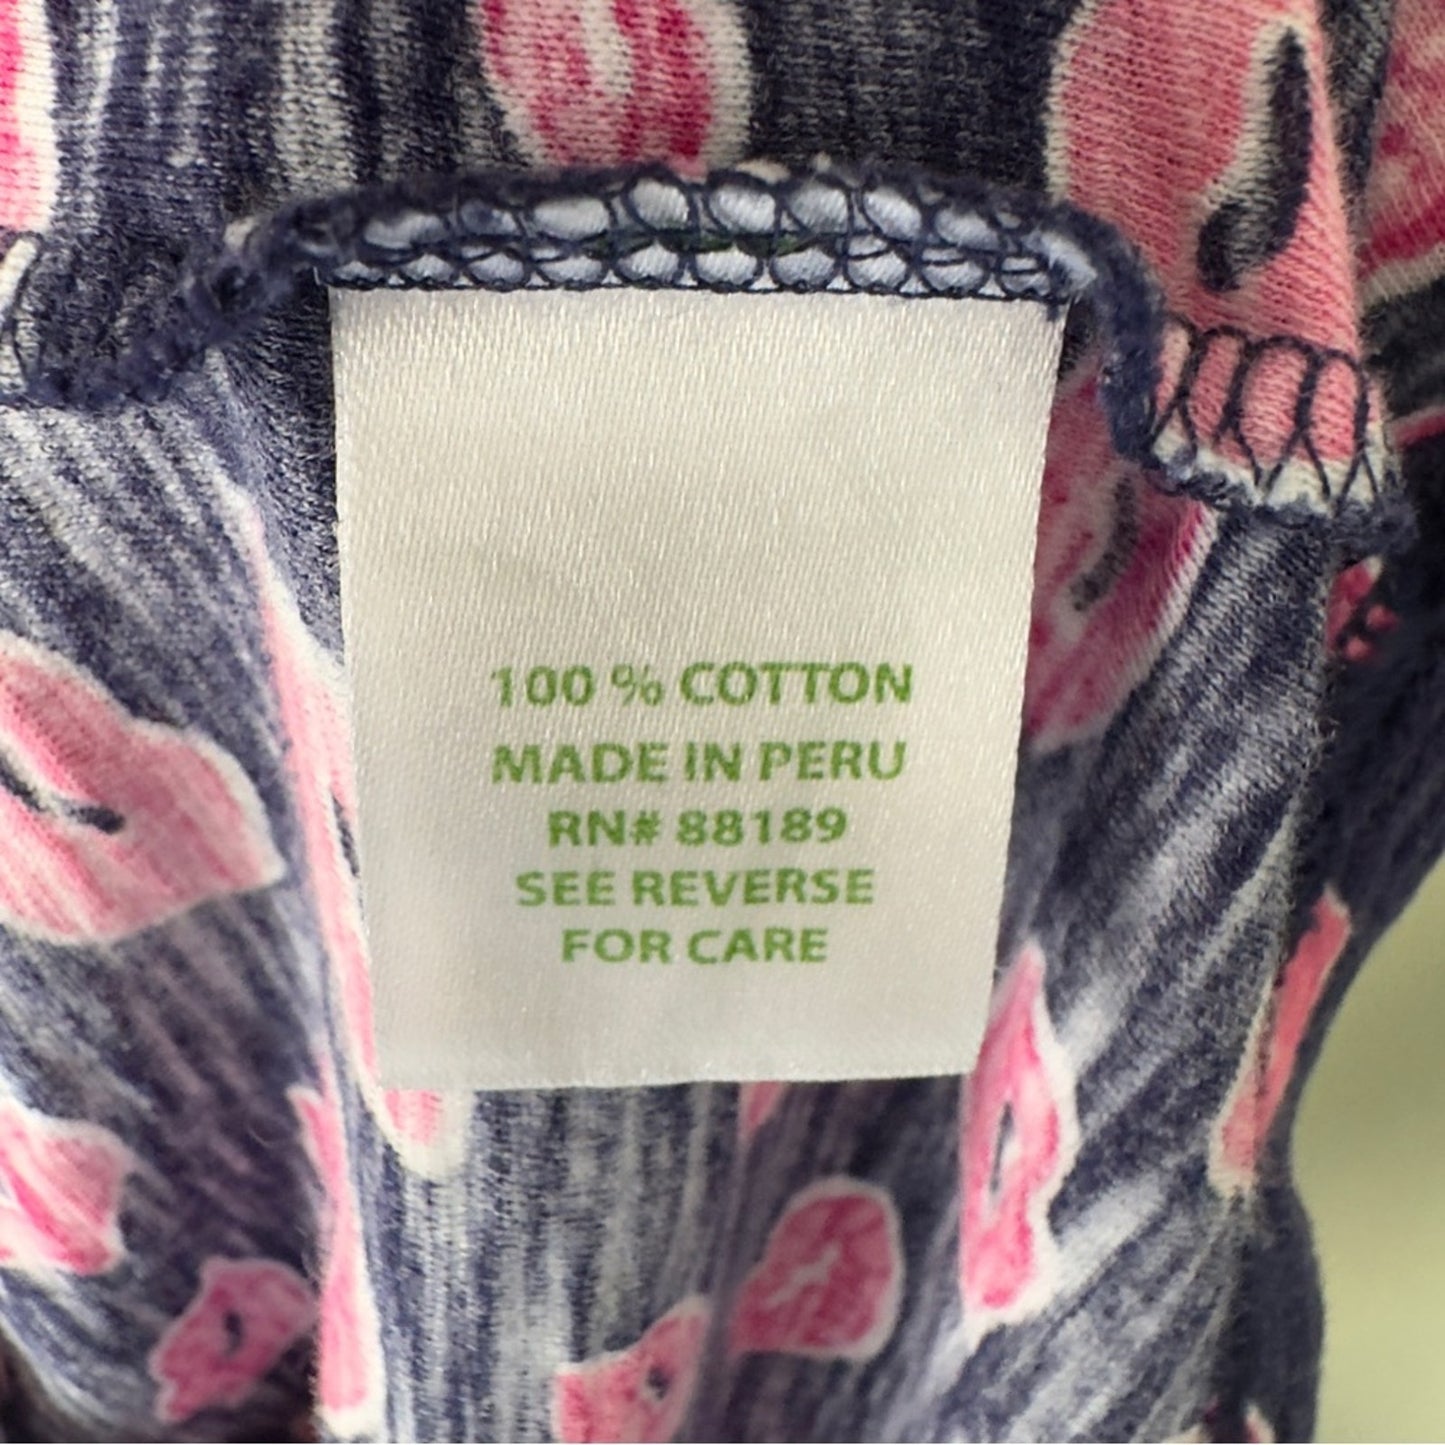 100 % COTTON
MADE IN PERU
RN# 88189
SEE REVERSE
FOR CARE